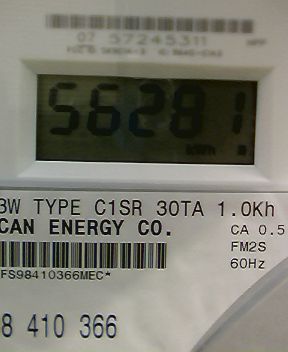 07 57245311
56281
kWh
3W TYPE C1SR 30TA 1.0Kh
CAN ENERGY CO.
CA 0.5
FM2S
60Hz
FS98410366MEC*
8 410 366